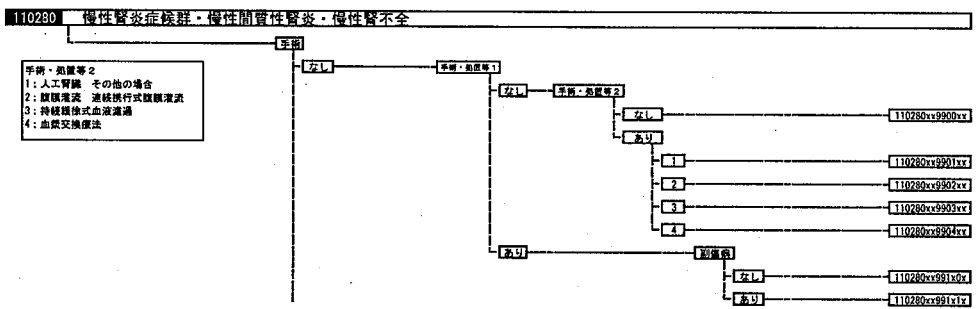 110280 慢性腎炎症候群・慢性間質性腎炎・慢性腎不全
手術
手術・処置等2
1:人工腎臓 その他の場合
2:腹膜灌流 連続携行式腹膜灌流
3:持続緩徐式血液濾過
4:血漿交換療法
なし 手術・処置等1
なし 手術・処置等2
なし 110280xx9900xx
あり
1 110280xx9901xx
2 110280xx9902xx
3 110280xx9903xx
4 110280xx9904xx
あり 副傷病
なし 110280xx991x0x
あり 110280xx991x1x